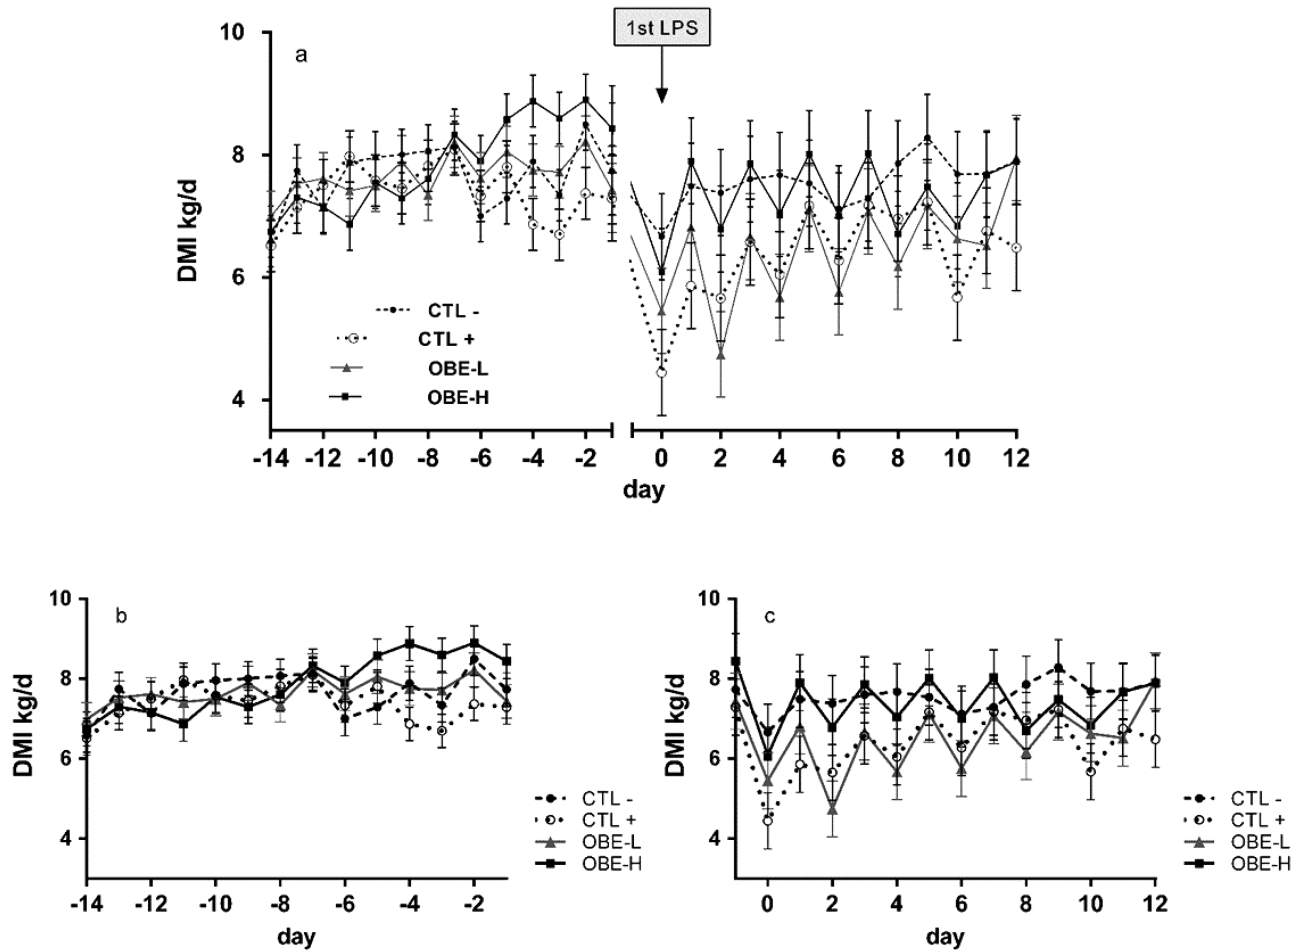 1st LPS
10
a
8
6
4
DMI kg/d
CTL -
CTL +
OBE-L
OBE-H
-14 -12 -10 -8 -6 -4 -2 0 2 4 6 8 10 12
day
10
b
8
6
4
DMI kg/d
CTL -
CTL +
OBE-L
OBE-H
-14 -12 -10 -8 -6 -4 -2
day
10
c
8
6
4
DMI kg/d
CTL -
CTL +
OBE-L
OBE-H
0 2 4 6 8 10 12
day